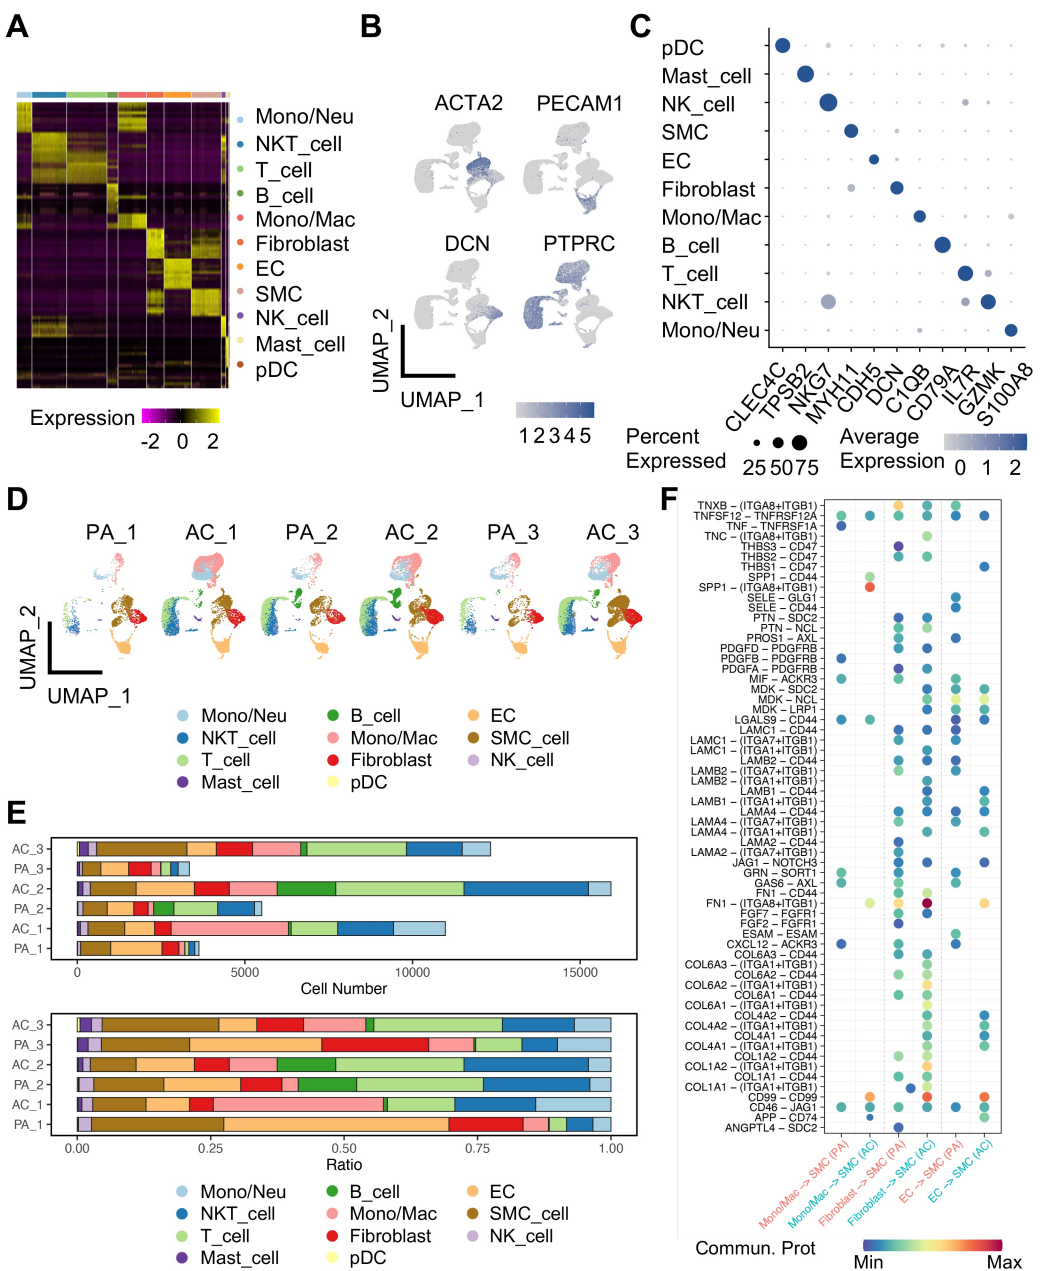 A
Mono/Neu
NKT_cell
T_cell
B_cell
Mono/Mac
Fibroblast
EC
SMC
NK_cell
Mast_cell
pDC
Expression
-2 0 2
B
ACTA2 PECAM1
DCN PTPRC
UMAP_2
UMAP_1
1 2 3 4 5
C
pDC
Mast_cell
NK_cell
SMC
EC
Fibroblast
Mono/Mac
B_cell
T_cell
NKT_cell
Mono/Neu
CLEC4C
TPSB2
NKG7
MYH11
CDH5
DCN
C1QB
CD79A
IL7R
GZMK
S100A8
Percent
Expressed
25 50 75
Average
Expression
0 1 2
D
PA_1 AC_1 PA_2 AC_2 PA_3 AC_3
UMAP_2
UMAP_1
Mono/Neu B_cell EC
NKT_cell Mono/Mac SMC_cell
T_cell Fibroblast NK_cell
Mast_cell pDC
E
AC_3
PA_3
AC_2
PA_2
AC_1
PA_1
0 5000 10000 15000
Cell Number
AC_3
PA_3
AC_2
PA_2
AC_1
PA_1
0.00 0.25 0.50 0.75 1.00
Ratio
Mono/Neu B_cell EC
NKT_cell Mono/Mac SMC_cell
T_cell Fibroblast NK_cell
Mast_cell pDC
F
TNXB – (ITGA8+ITGB1)
TNFSF12 – TNFRSF12A
TNF – TNFRSF1A
TNC – (ITGA8+ITGB1)
THBS3 – CD47
THBS2 – CD47
THBS1 – CD47
SPP1 – CD44
SPP1 – (ITGA8+ITGB1)
SELE – GLG1
SELE – CD44
PTN – SDC2
PTN – NCL
PROS1 – AXL
PDGFD – PDGFRB
PDGFB – PDGFRB
PDGFA – PDGFRB
MIF – ACKR3
MDK – SDC2
MDK – NCL
MDK – LRP1
LGALS9 – CD44
LAMC1 – CD44
LAMC1 – (ITGA7+ITGB1)
LAMC1 – (ITGA1+ITGB1)
LAMB2 – CD44
LAMB2 – (ITGA7+ITGB1)
LAMB2 – (ITGA1+ITGB1)
LAMB1 – CD44
LAMB1 – (ITGA1+ITGB1)
LAMA4 – CD44
LAMA4 – (ITGA7+ITGB1)
LAMA4 – (ITGA1+ITGB1)
LAMA2 – CD44
LAMA2 – (ITGA7+ITGB1)
JAG1 – NOTCH3
GRN – SORT1
GAS6 – AXL
FN1 – CD44
FN1 – (ITGA8+ITGB1)
FGF7 – FGFR1
FGF2 – FGFR1
ESAM – ESAM
CXCL12 – ACKR3
COL6A3 – CD44
COL6A3 – (ITGA1+ITGB1)
COL6A2 – CD44
COL6A2 – (ITGA1+ITGB1)
COL6A1 – CD44
COL6A1 – (ITGA1+ITGB1)
COL4A2 – CD44
COL4A2 – (ITGA1+ITGB1)
COL4A1 – CD44
COL4A1 – (ITGA1+ITGB1)
COL1A2 – CD44
COL1A2 – (ITGA1+ITGB1)
COL1A1 – CD44
COL1A1 – (ITGA1+ITGB1)
CD99 – CD99
CD46 – JAG1
APP – CD74
ANGPTL4 – SDC2
Mono/Mac –> SMC (PA)
Mono/Mac –> SMC (AC)
Fibroblast –> SMC (PA)
Fibroblast –> SMC (AC)
EC –> SMC (PA)
EC –> SMC (AC)
Commun. Prot
Min Max